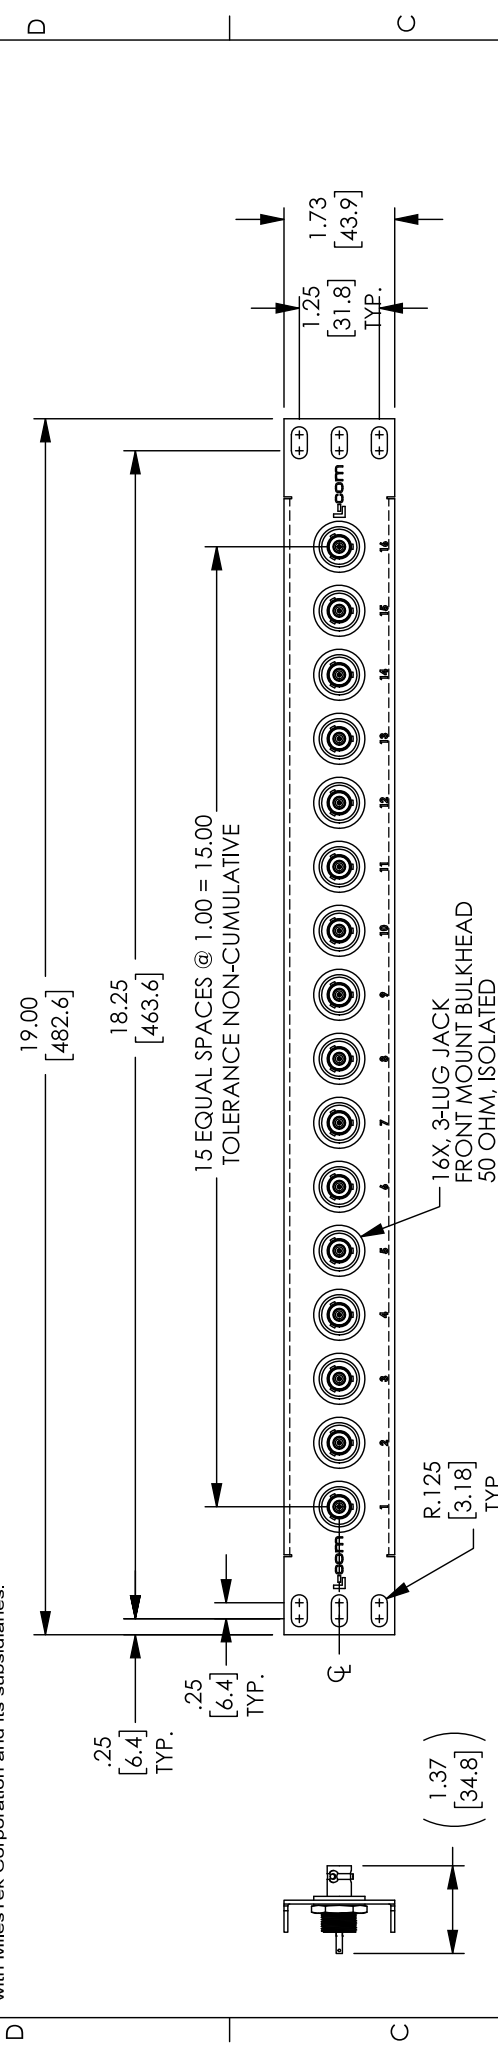 D
C
with MilesTek Corporation and its subsidiaries.
19.00
[482.6]
18.25
[463.6]
15 EQUAL SPACES @ 1.00 = 15.00
TOLERANCE NON-CUMULATIVE
.25
[6.4]
TYP.
.25
[6.4]
TYP.
1.73
[43.9]
1.25
[31.8]
TYP.
L-com
L-com
1
2
3
4
5
6
7
8
9
10
11
12
13
14
15
16
16X, 3-LUG JACK
FRONT MOUNT BULKHEAD
50 OHM, ISOLATED
R.125
[3.18]
TYP
CL
1.37
[34.8]
D
C